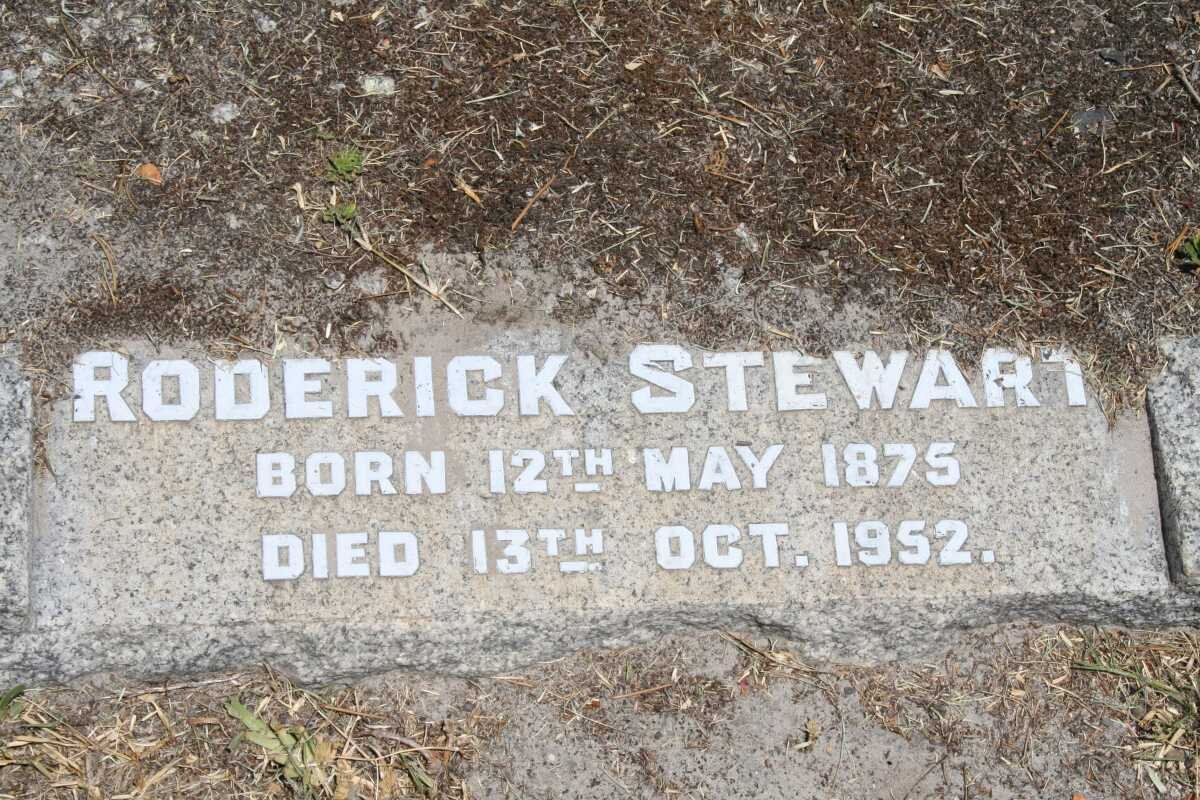 RODERICK STEWART
BORN 12TH MAY 1875
DIED 13TH OCT. 1952.